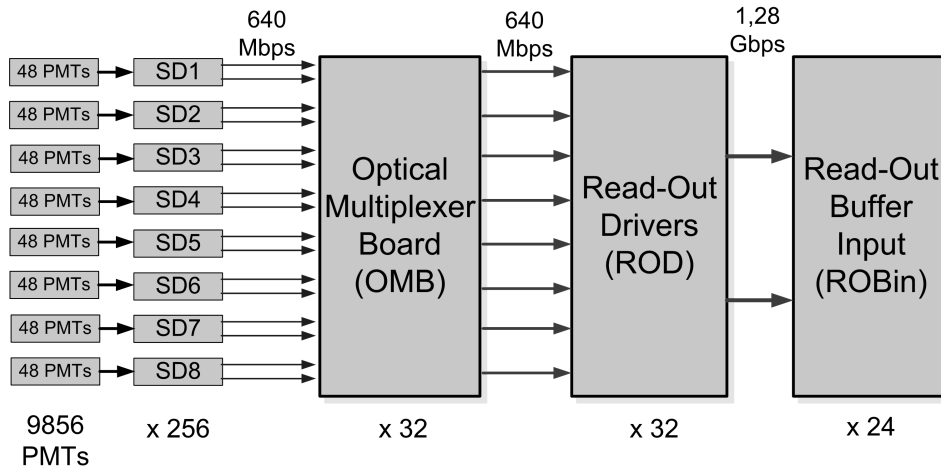 640
Mbps
640
Mbps
1,28
Gbps
48 PMTs
SD1
48 PMTs
SD2
48 PMTs
SD3
48 PMTs
SD4
48 PMTs
SD5
48 PMTs
SD6
48 PMTs
SD7
48 PMTs
SD8
Optical
Multiplexer
Board
(OMB)
Read-Out
Drivers
(ROD)
Read-Out
Buffer
Input
(ROBin)
9856
PMTs
x 256
x 32
x 32
x 24